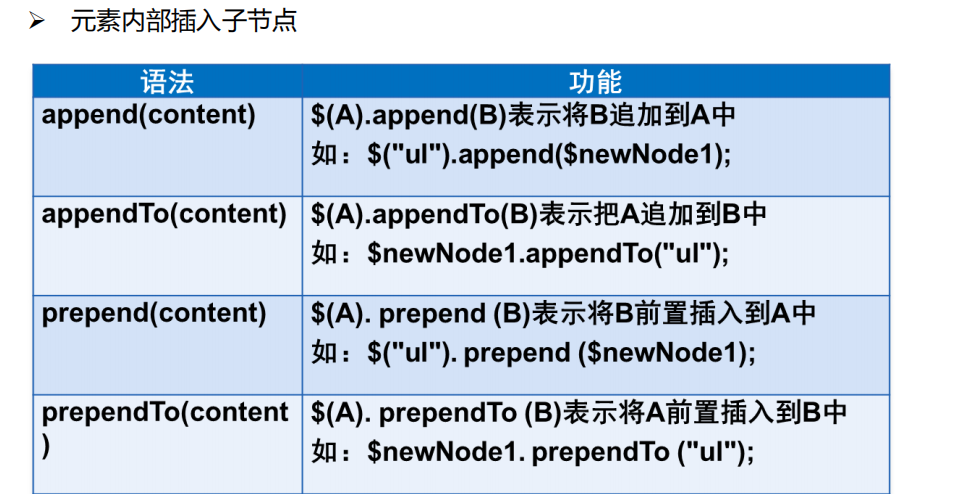 ➢ 元素内部插入子节点
语法 功能
append(content)
$(A).append(B)表示将B追加到A中
如：$("ul").append($newNode1);
appendTo(content)
$(A).appendTo(B)表示把A追加到B中
如：$newNode1.appendTo("ul");
prepend(content)
$(A). prepend (B)表示将B前置插入到A中
如：$("ul"). prepend ($newNode1);
prependTo(content
)
$(A). prependTo (B)表示将A前置插入到B中
如：$newNode1. prependTo ("ul");